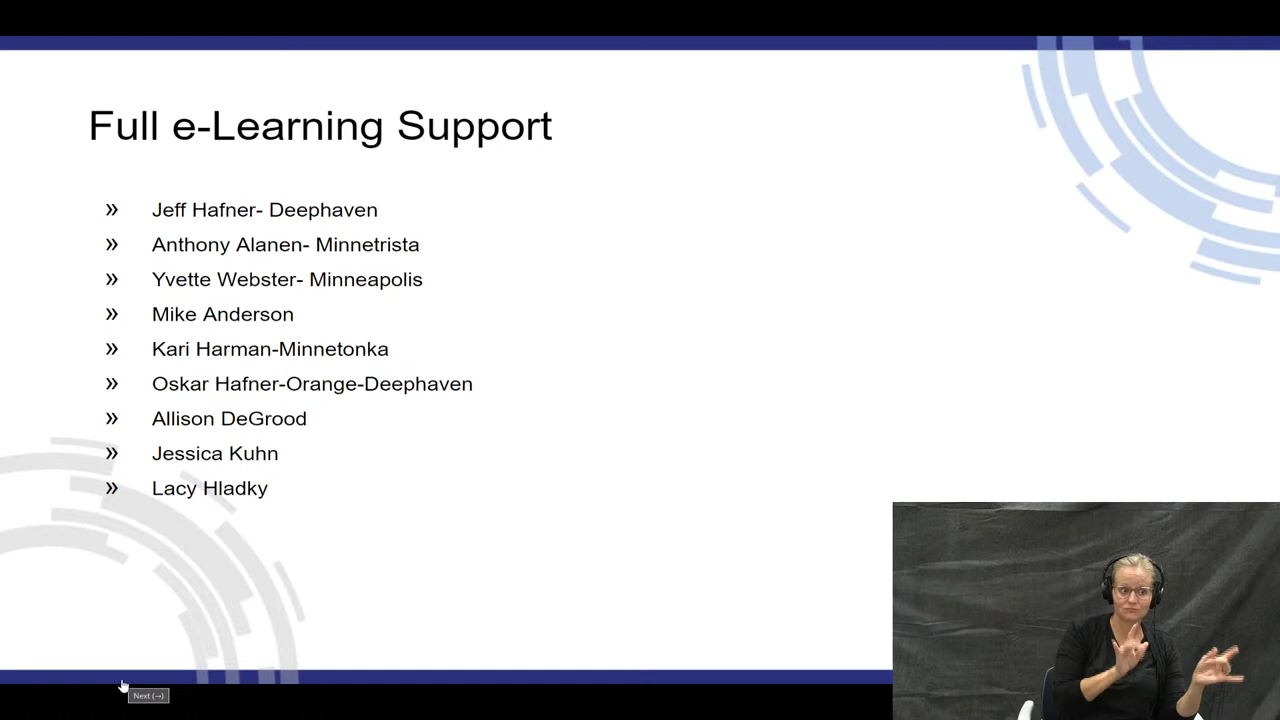 Full e-Learning Support
» Jeff Hafner- Deephaven
» Anthony Alanen- Minnetrista
» Yvette Webster- Minneapolis
» Mike Anderson
» Kari Harman-Minnetonka
» Oskar Hafner-Orange-Deephaven
» Allison DeGrood
» Jessica Kuhn
» Lacy Hladky
Next (→)